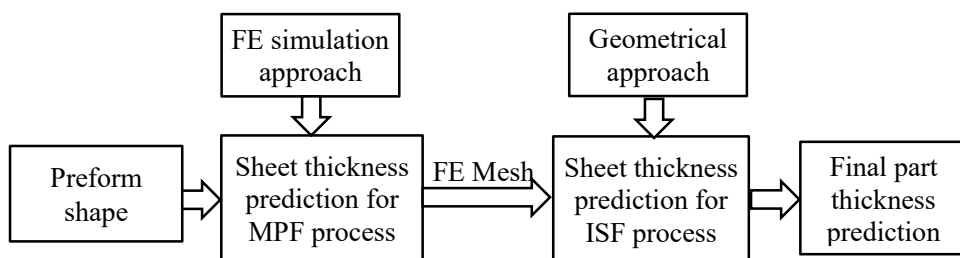 FE simulation
approach
Geometrical
approach
Preform
shape
Sheet thickness
prediction for
MPF process
FE Mesh
Sheet thickness
prediction for
ISF process
Final part
thickness
prediction